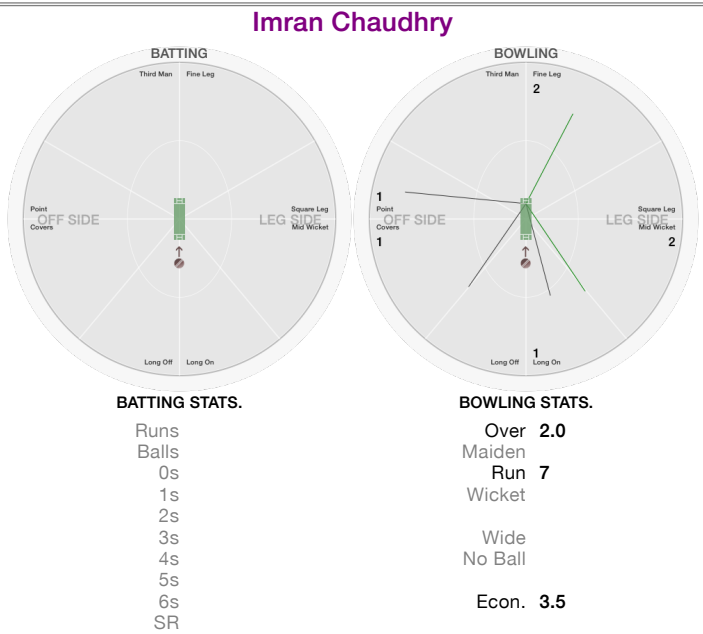 Imran Chaudhry
BATTING
Third Man Fine Leg
Point
OFF SIDE
Covers
Square Leg
LEG SIDE
Mid Wicket
Long Off Long On
BOWLING
Third Man Fine Leg
2
1
Point
OFF SIDE
Covers
1
Square Leg
LEG SIDE
Mid Wicket
2
1
Long Off Long On
BATTING STATS.
Runs
Balls
0s
1s
2s
3s
4s
5s
6s
SR
BOWLING STATS.
Over 2.0
Maiden
Run 7
Wicket
Wide
No Ball
Econ. 3.5